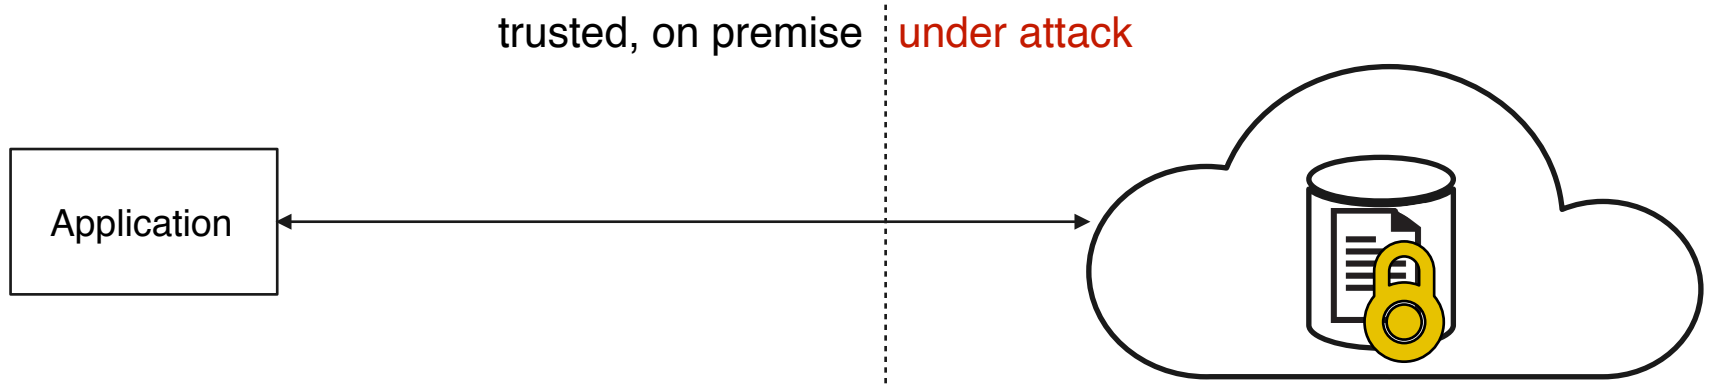 trusted, on premise
under attack
Application